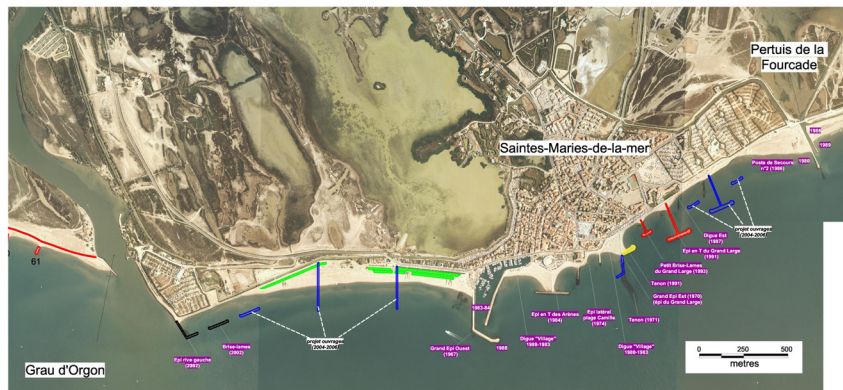 Pertuis de la
Fourcade
Saintes-Maries-de-la-mer
1986
1989
1980
Poste de Secours
n°2 (1986)
projet ouvrages
(2004-2006)
Digue Est
(1987)
Epi en T du Grand Large
(1991)
Petit Brise-Lames
du Grand Large (1993)
Tenon (1991)
Grand Epi Est (1970)
(épi du Grand Large)
61
1983-84
Epi en T des Arènes
(1984)
Epi latéral
plage Camille
(1974)
Tenon (1971)
Brise-lames
(2002)
projet ouvrages
(2004-2006)
Grand Epi Ouest
(1967)
1986
Digue "Village"
1988-1983
Digue "Village"
1988-1983
Epi rive gauche
(2002)
Grau d'Orgon
500 250 0 500
metres